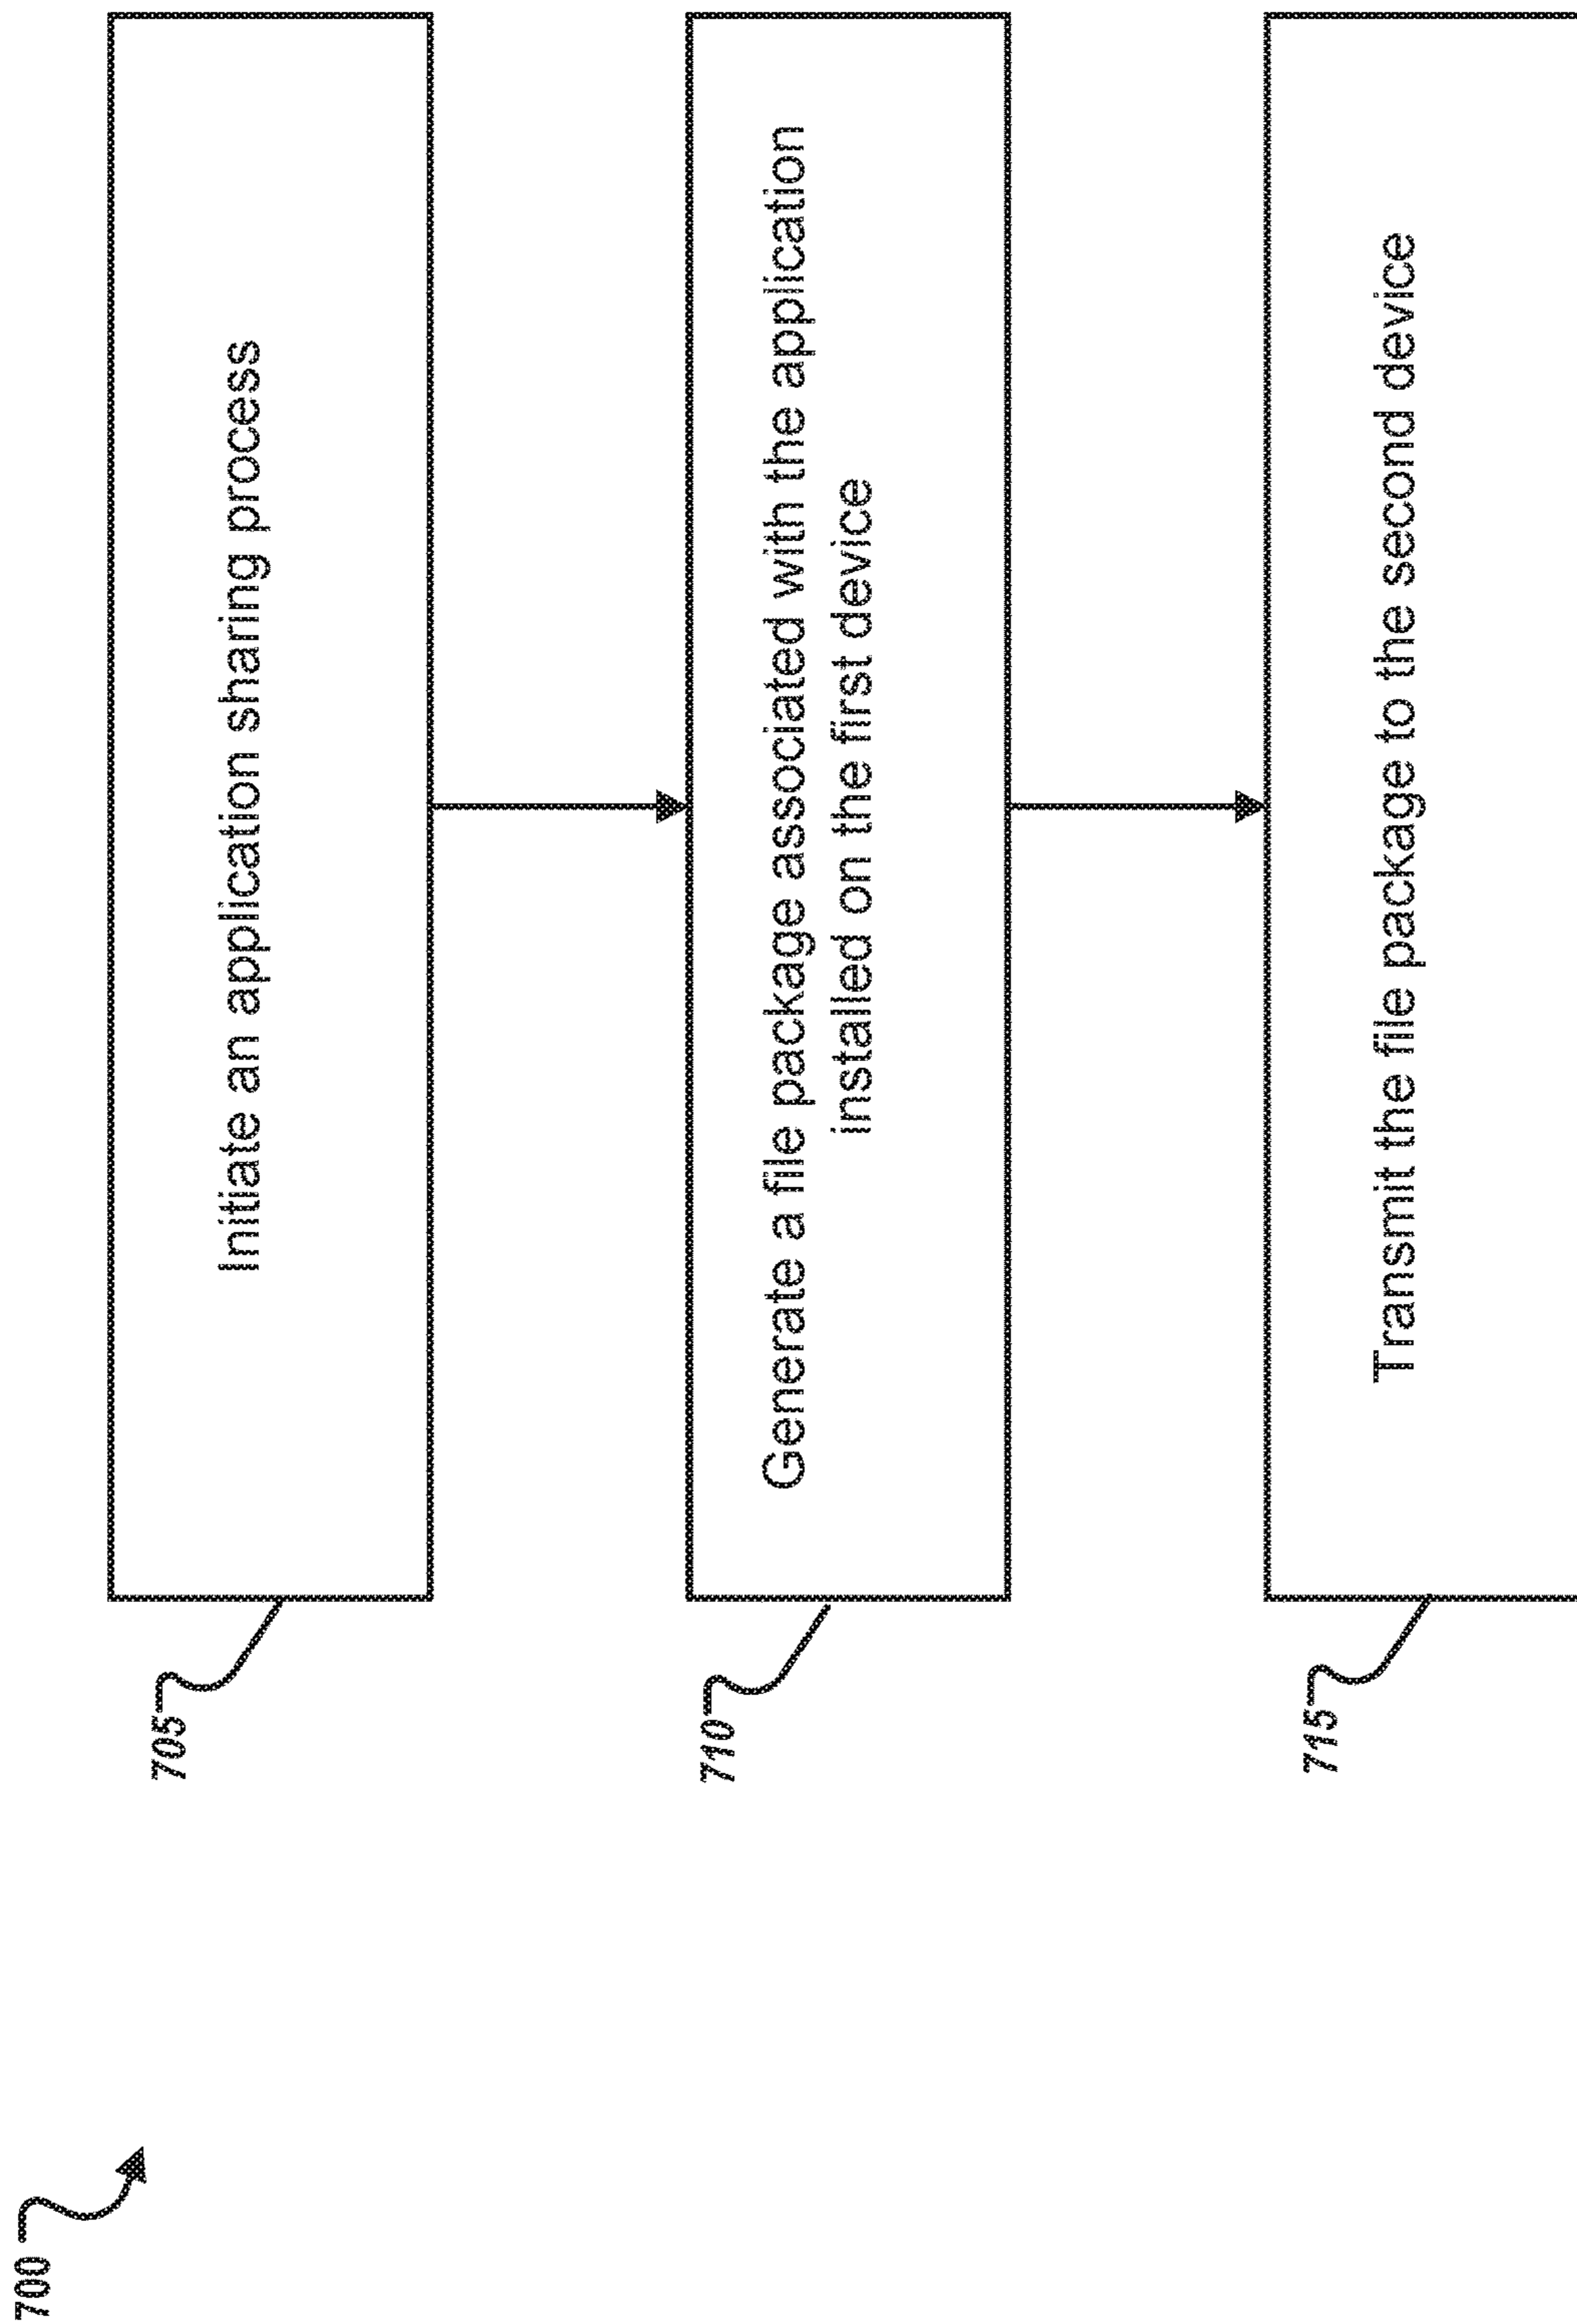 700
705
Initiate an application sharing process
710
Generate a file package associated with the application
installed on the first device
715
Transmit the file package to the second device